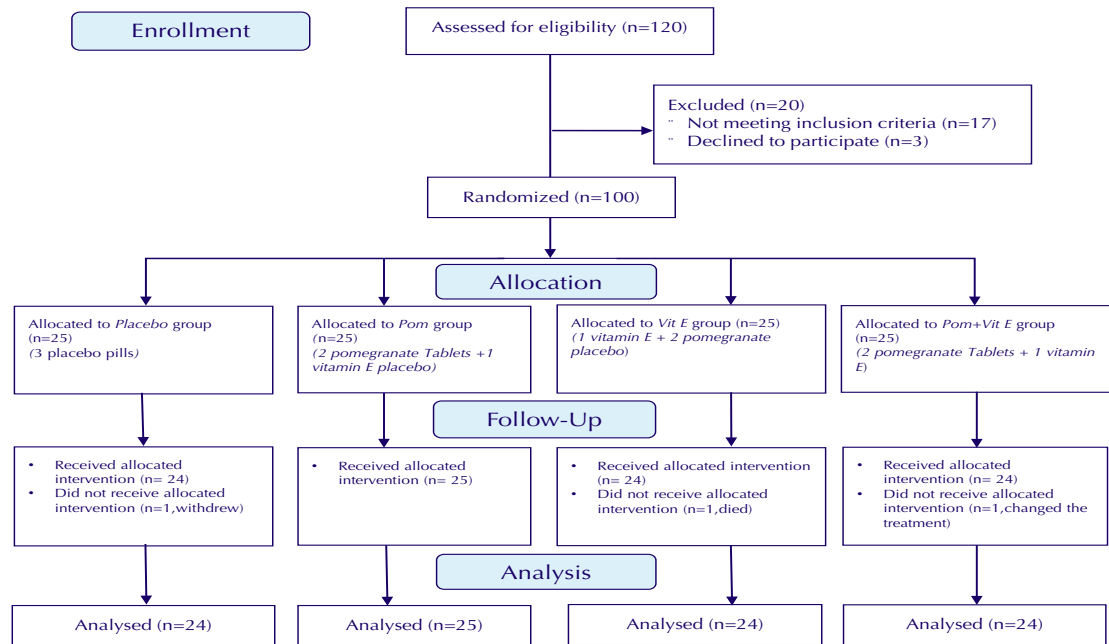 Enrollment
Assessed for eligibility (n=120)
Excluded (n=20)
¨ Not meeting inclusion criteria (n=17)
¨ Declined to participate (n=3)
Randomized (n=100)
Allocation
Allocated to Placebo group
(n=25)
(3 placebo pills)
Allocated to Pom group
(n=25)
(2 pomegranate Tablets +1
vitamin E placebo)
Allocated to Vit E group (n=25)
(1 vitamin E + 2 pomegranate
placebo)
Allocated to Pom+Vit E group
(n=25)
(2 pomegranate Tablets + 1 vitamin
E)
Follow-Up
• Received allocated
intervention (n= 24)
• Did not receive allocated
intervention (n=1,withdrew)
• Received allocated
intervention (n= 25)
• Received allocated intervention
(n= 24)
• Did not receive allocated
intervention (n=1,died)
• Received allocated
intervention (n= 24)
• Did not receive allocated
intervention (n=1,changed the
treatment)
Analysis
Analysed (n=24)
Analysed (n=25)
Analysed (n=24)
Analysed (n=24)